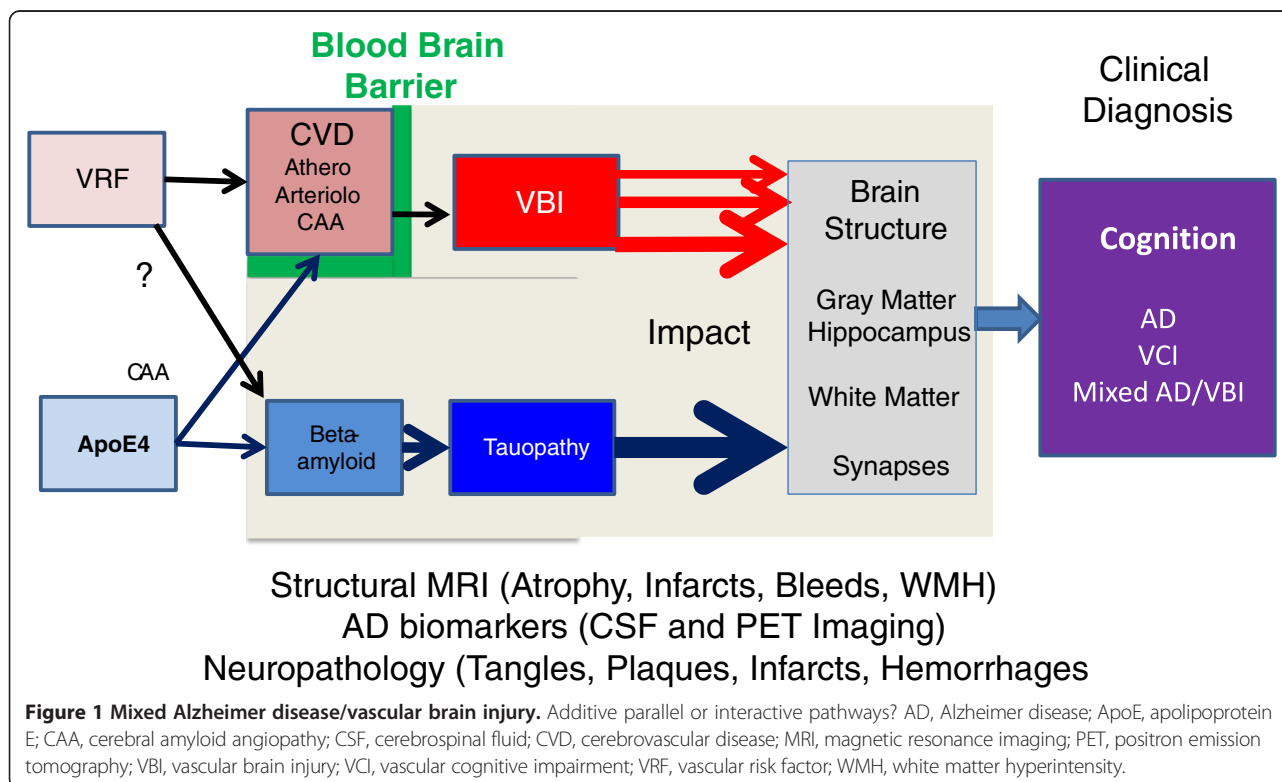 Blood Brain
Barrier
Clinical
Diagnosis
VRF
CVD
Athero
Arteriolo
CAA
VBI
Brain
Structure
Gray Matter
Hippocampus
White Matter
Synapses
Cognition
AD
VCI
Mixed AD/VBI
?
Impact
CAA
ApoE4
Beta-
amyloid
Tauopathy
Structural MRI (Atrophy, Infarcts, Bleeds, WMH)
AD biomarkers (CSF and PET Imaging)
Neuropathology (Tangles, Plaques, Infarcts, Hemorrhages
Figure 1 Mixed Alzheimer disease/vascular brain injury. Additive parallel or interactive pathways? AD, Alzheimer disease; ApoE, apolipoprotein
E; CAA, cerebral amyloid angiopathy; CSF, cerebrospinal fluid; CVD, cerebrovascular disease; MRI, magnetic resonance imaging; PET, positron emission
tomography; VBI, vascular brain injury; VCI, vascular cognitive impairment; VRF, vascular risk factor; WMH, white matter hyperintensity.